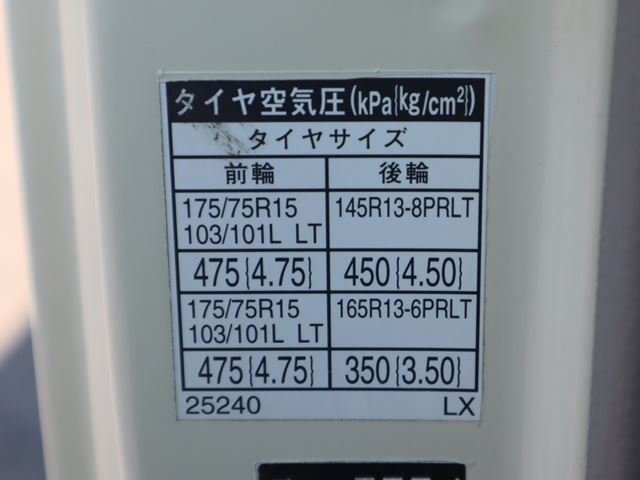 タイヤ空気圧(kPa{kg/cm²})
タイヤサイズ
前輪 後輪
175/75R15 145R13-8PRLT
103/101L LT
475{4.75} 450{4.50}
175/75R15 165R13-6PRLT
103/101L LT
475{4.75} 350{3.50}
25240 LX